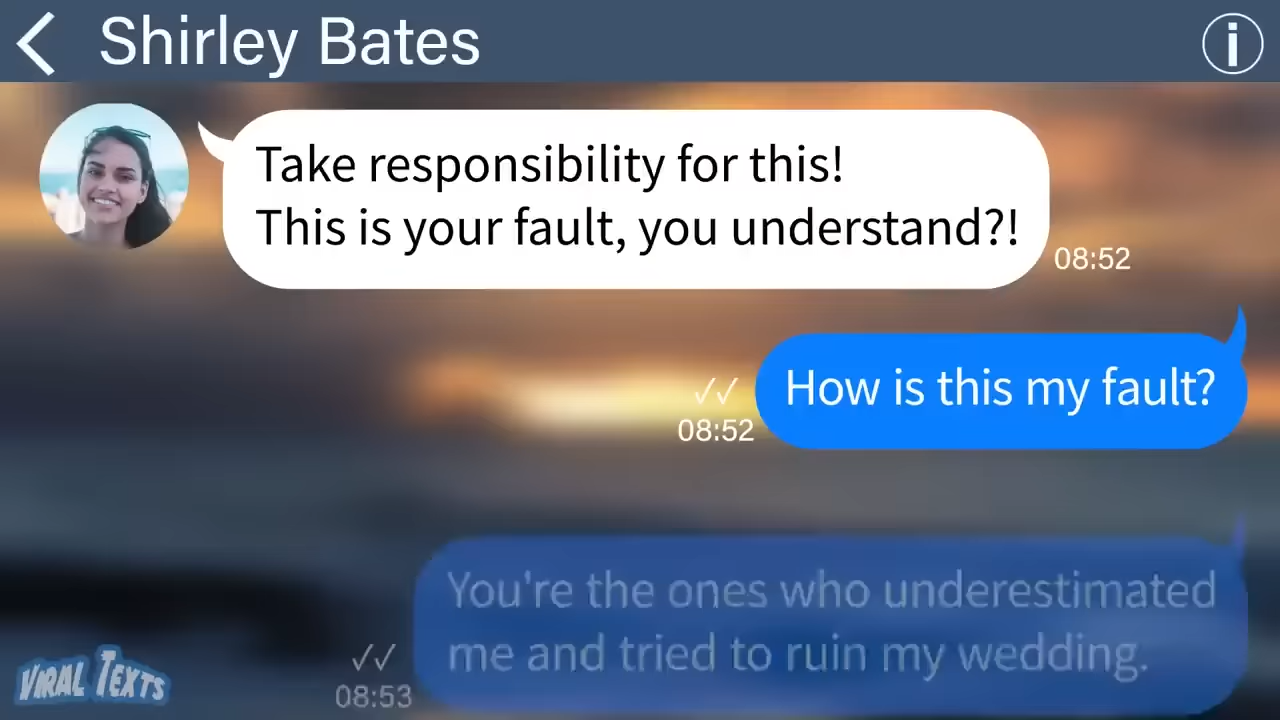 Shirley Bates
Take responsibility for this!
This is your fault, you understand?!
08:52
How is this my fault?
08:52
You're the ones who underestimated
me and tried to ruin my wedding.
08:53
VIRAL TEXTS